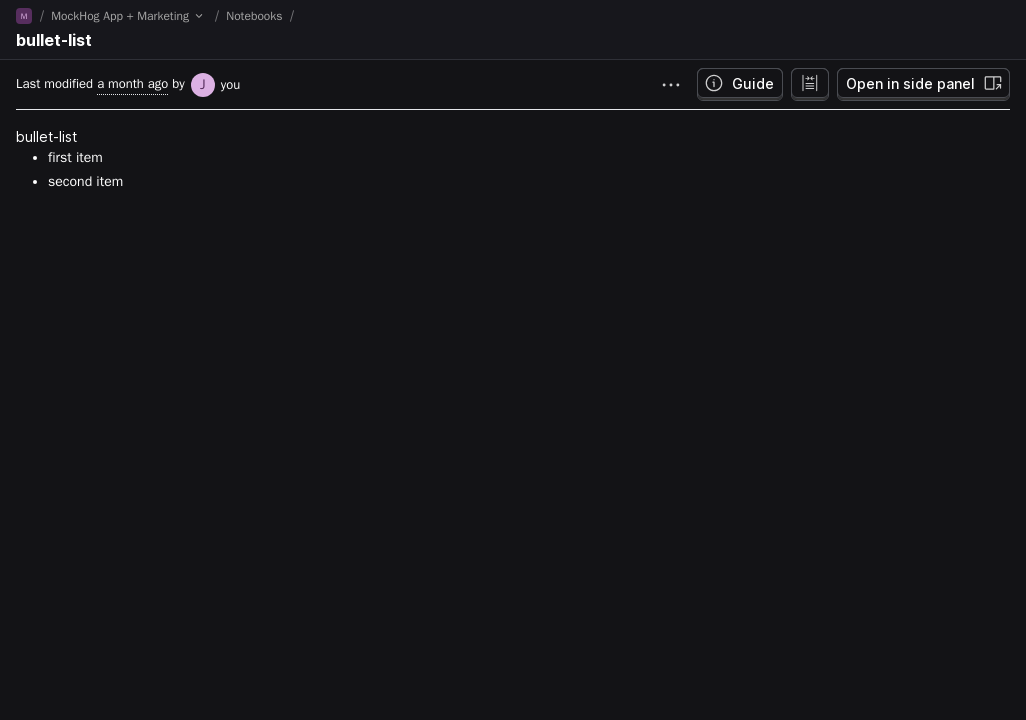 M / MockHog App + Marketing / Notebooks /
bullet-list
Last modified a month ago by J you
Guide
Open in side panel
bullet-list
• first item
• second item